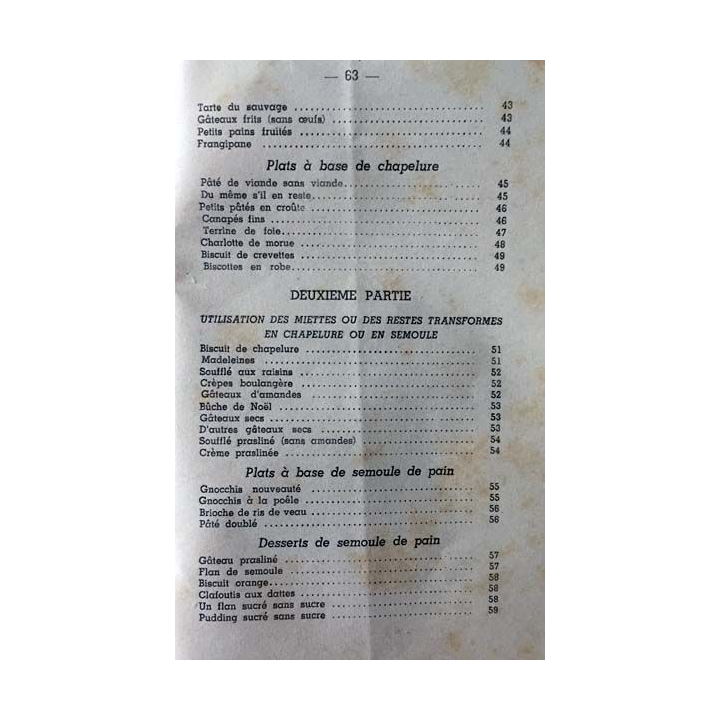 — 63 —
Tarte du sauvage ........................................ 43
Gâteaux frits (sans œufs) ........................................ 43
Petits pains fruités ........................................ 44
Frangipane ........................................ 44
Plats à base de chapelure
Pâté de viande sans viande ........................................ 45
Du même s'il en reste ........................................ 45
Petits pâtés en croûte ........................................ 46
Canapés fins ........................................ 46
Terrine de foie ........................................ 47
Charlotte de morue ........................................ 48
Biscuit de crevettes ........................................ 49
Biscottes en robe ........................................ 49
DEUXIEME PARTIE
UTILISATION DES MIETTES OU DES RESTES TRANSFORMES
EN CHAPELURE OU EN SEMOULE
Biscuit de chapelure ........................................ 51
Madeleines ........................................ 51
Soufflé aux raisins ........................................ 52
Crèpes boulangère ........................................ 52
Gâteaux d'amandes ........................................ 52
Bûche de Noël ........................................ 53
Gâteaux secs ........................................ 53
D'autres gâteaux secs ........................................ 53
Soufflé prasliné (sans amandes) ........................................ 54
Crème praslinée ........................................ 54
Plats à base de semoule de pain
Gnocchis nouveauté ........................................ 55
Gnocchis à la poêle ........................................ 55
Brioche de ris de veau ........................................ 56
Pâté doublé ........................................ 56
Desserts de semoule de pain
Gâteau prasliné ........................................ 57
Flan de semoule ........................................ 57
Biscuit orange ........................................ 58
Clafoutis aux dattes ........................................ 58
Un flan sucré sans sucre ........................................ 58
Pudding sucré sans sucre ........................................ 59